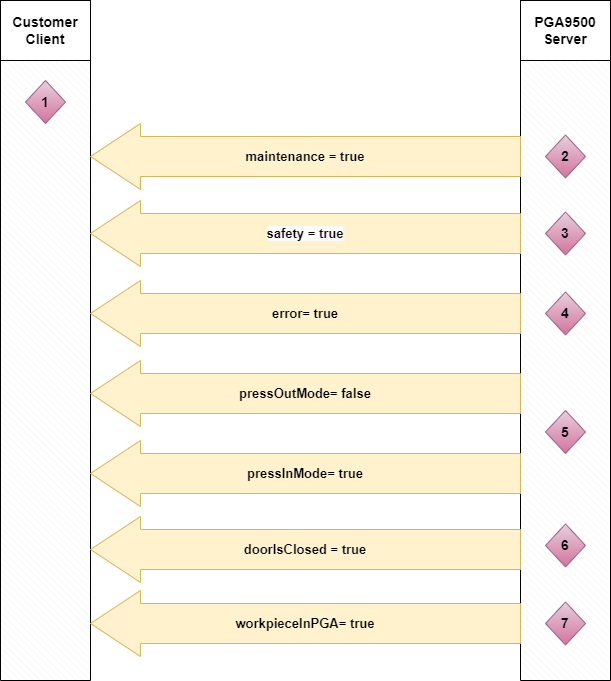 Customer
Client
PGA9500
Server
1
maintenance = true
2
safety = true
3
error= true
4
pressOutMode= false
5
pressInMode= true
doorIsClosed = true
6
workpieceInPGA= true
7